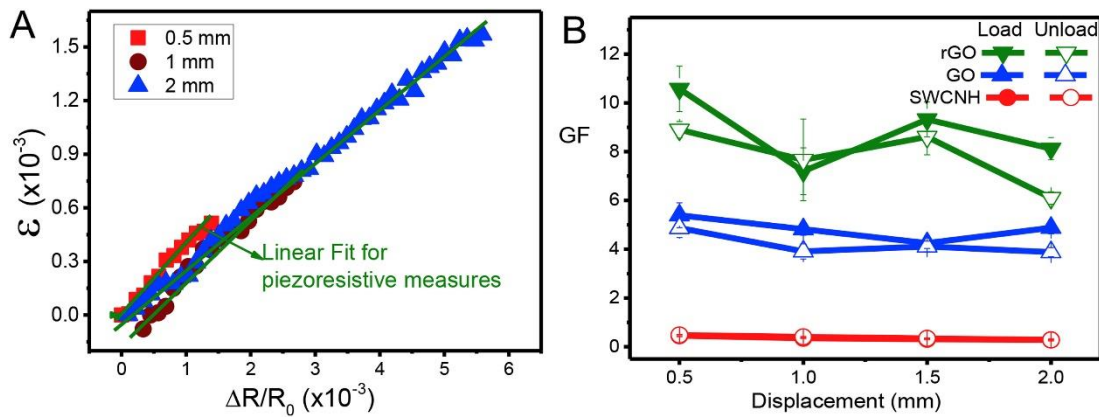 A
0.5 mm
1 mm
2 mm
1.5
1.2
0.9
0.6
0.3
0.0
ε (x10⁻³)
Linear Fit for
piezoresistive measures
0 1 2 3 4 5 6
ΔR/R₀ (x10⁻³)
B
Load Unload
rGO
GO
SWCNH
12
10
8
6
4
2
0
GF
0.5 1.0 1.5 2.0
Displacement (mm)